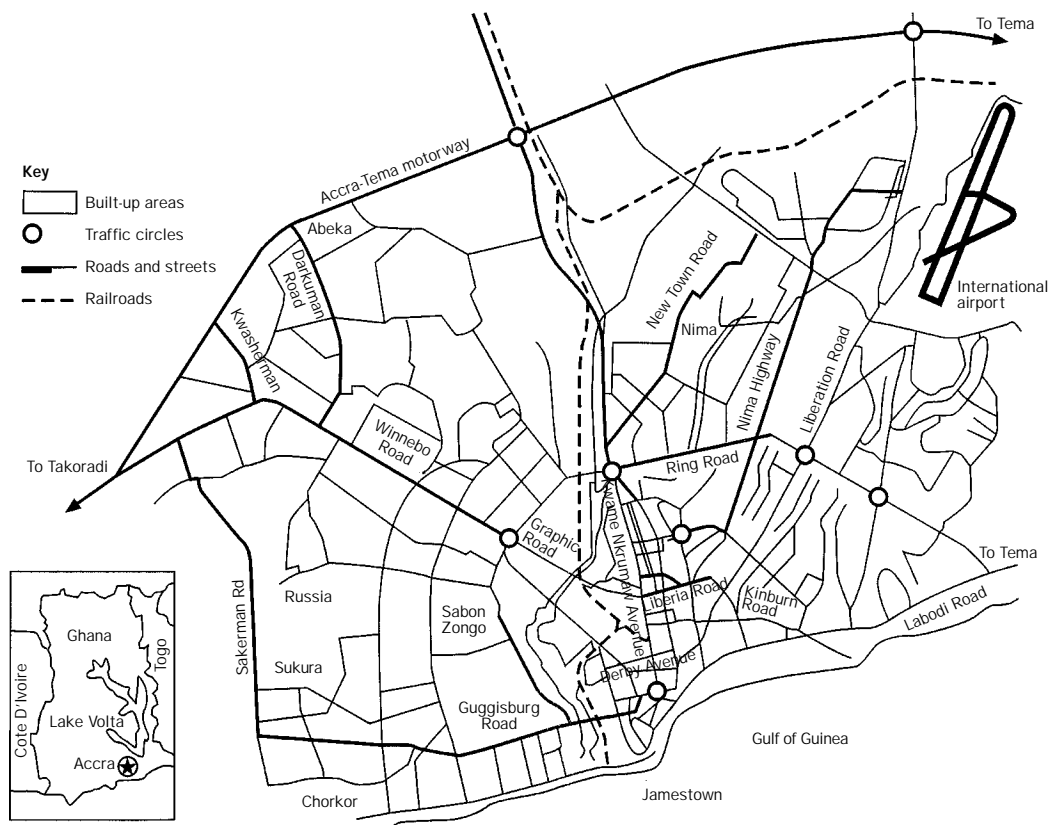 To Tema
Accra-Tema motorway
Key
Built-up areas
Traffic circles
Roads and streets
Railroads
Abeka
Darkuman
Road
Kwasherman
New Town Road
Nima
International
airport
Nima Highway
Liberation Road
Winnebo
Road
To Takoradi
Ring Road
Kwame Nkrumaw Avenue
Graphic
Road
To Tema
Sakerman Rd
Russia
Sabon
Zongo
Liberia Road
Kinburn
Road
Labodi Road
Sukura
Derby Avenue
Guggisburg
Road
Gulf of Guinea
Chorkor
Jamestown
Ghana
Togo
Cote D'Ivoire
Lake Volta
Accra